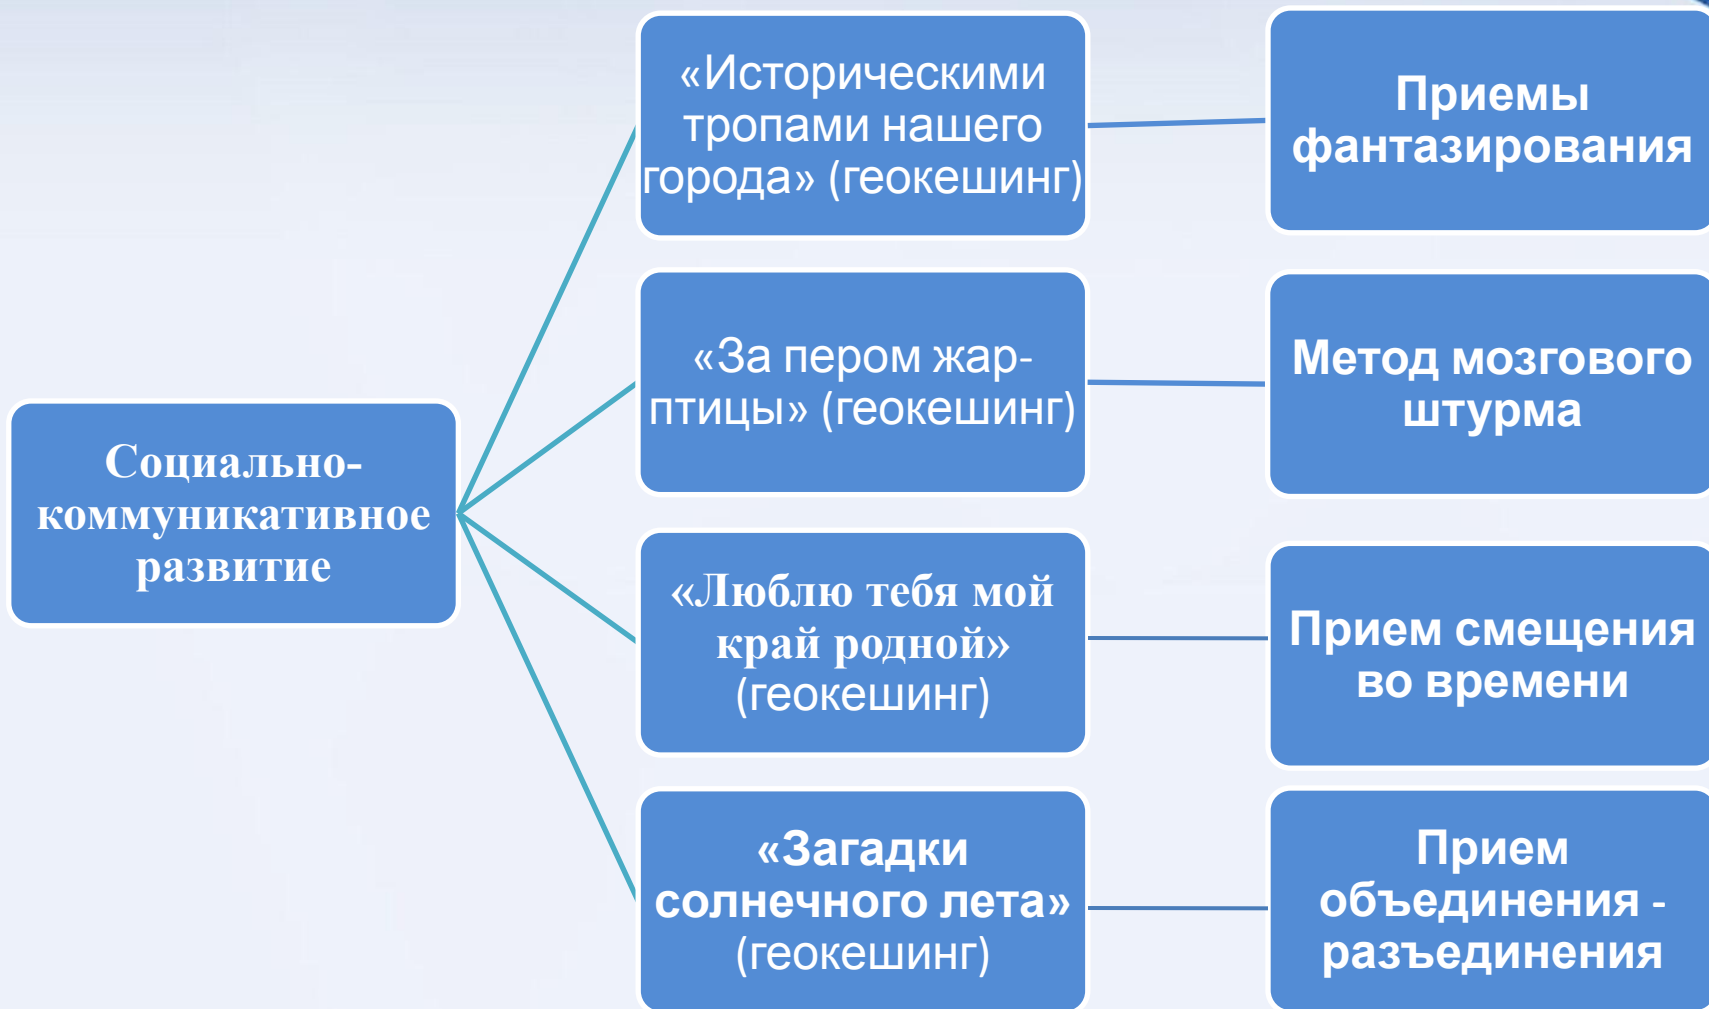 Социально-
коммуникативное
развитие
«Историческими
тропами нашего
города» (геокешинг)
Приемы
фантазирования
«За пером жар-
птицы» (геокешинг)
Метод мозгового
штурма
«Люблю тебя мой
край родной»
(геокешинг)
Прием смещения
во времени
«Загадки
солнечного лета»
(геокешинг)
Прием
объединения -
разъединения